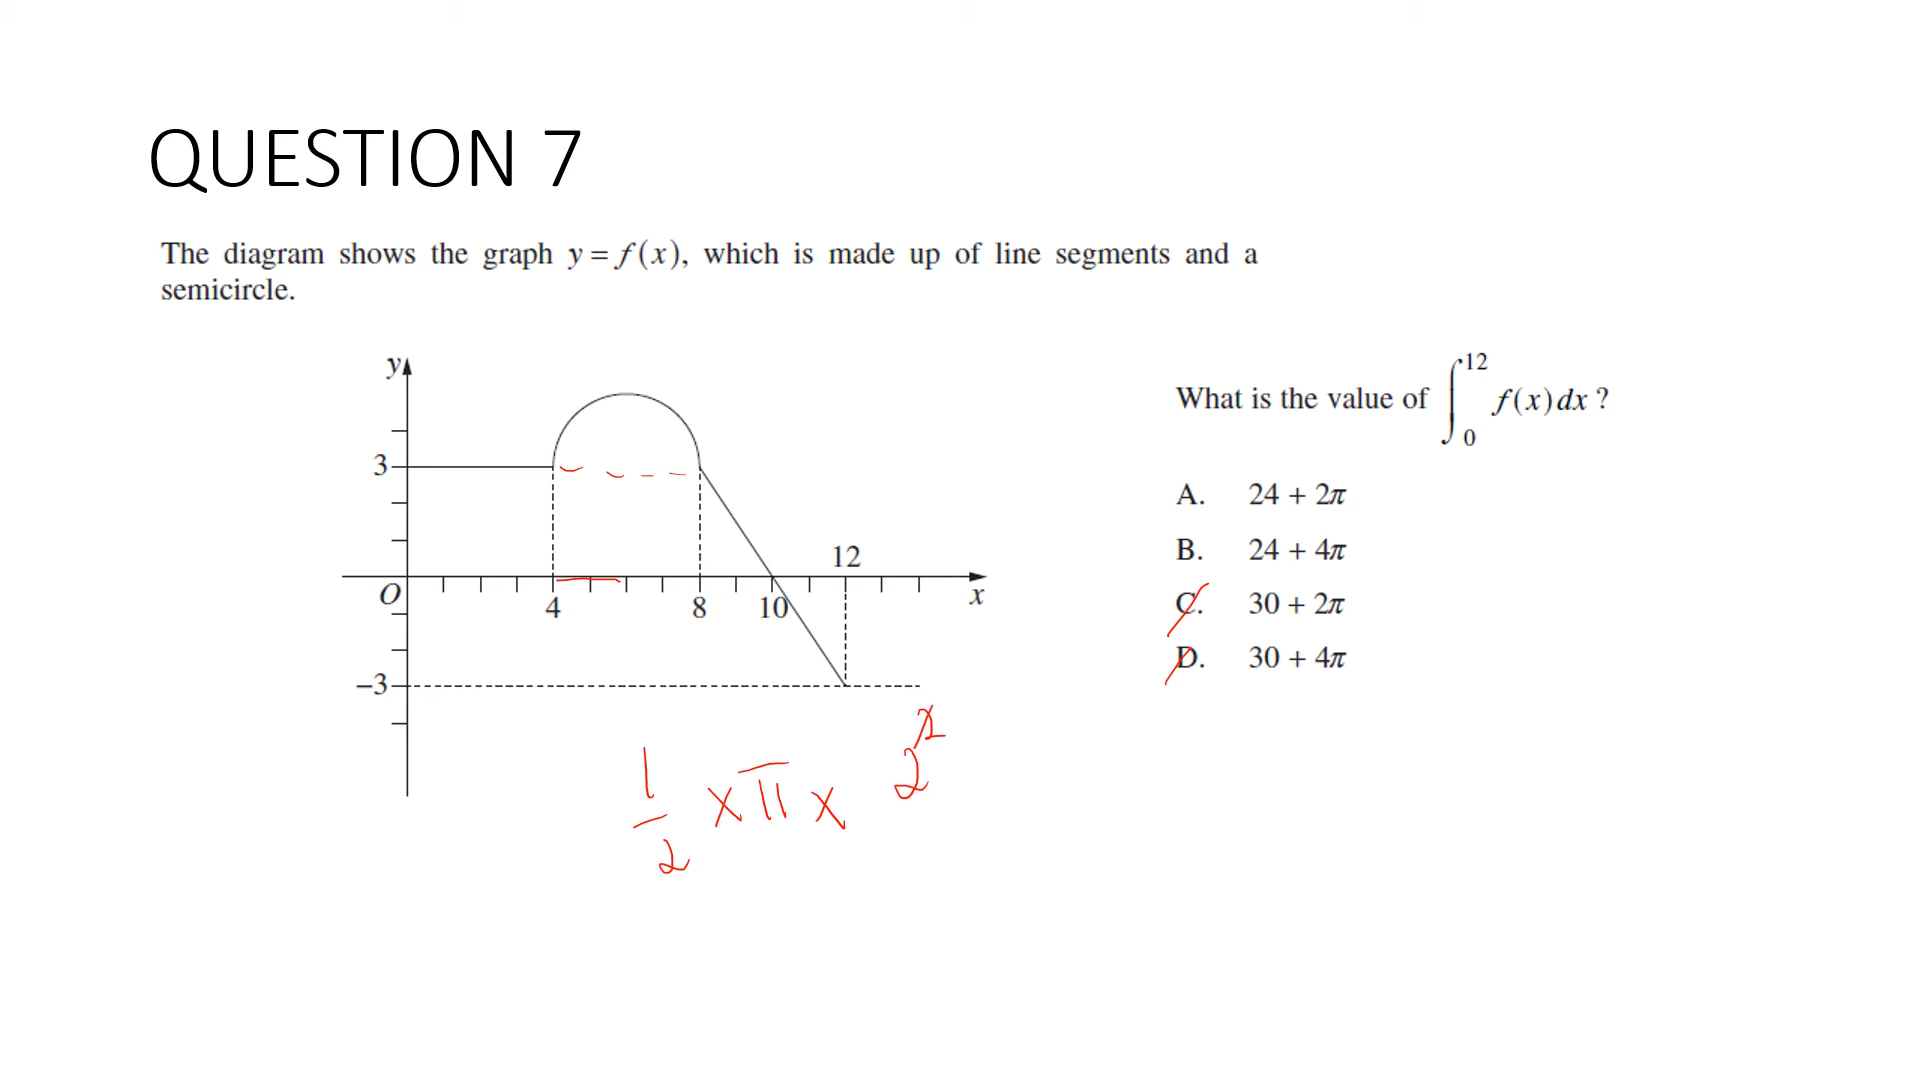 QUESTION 7
The diagram shows the graph y = f(x), which is made up of line segments and a
semicircle.
y
3
12
O
4
8
10
x
−3
What is the value of ∫₀¹² f(x) dx ?
A. 24 + 2π
B. 24 + 4π
C. 30 + 2π
D. 30 + 4π
1/2 × π × 2²